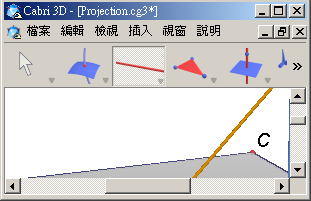 Cabri 3D - [Projection.cg3*]
檔案 編輯 檢視 插入 視窗 說明
C